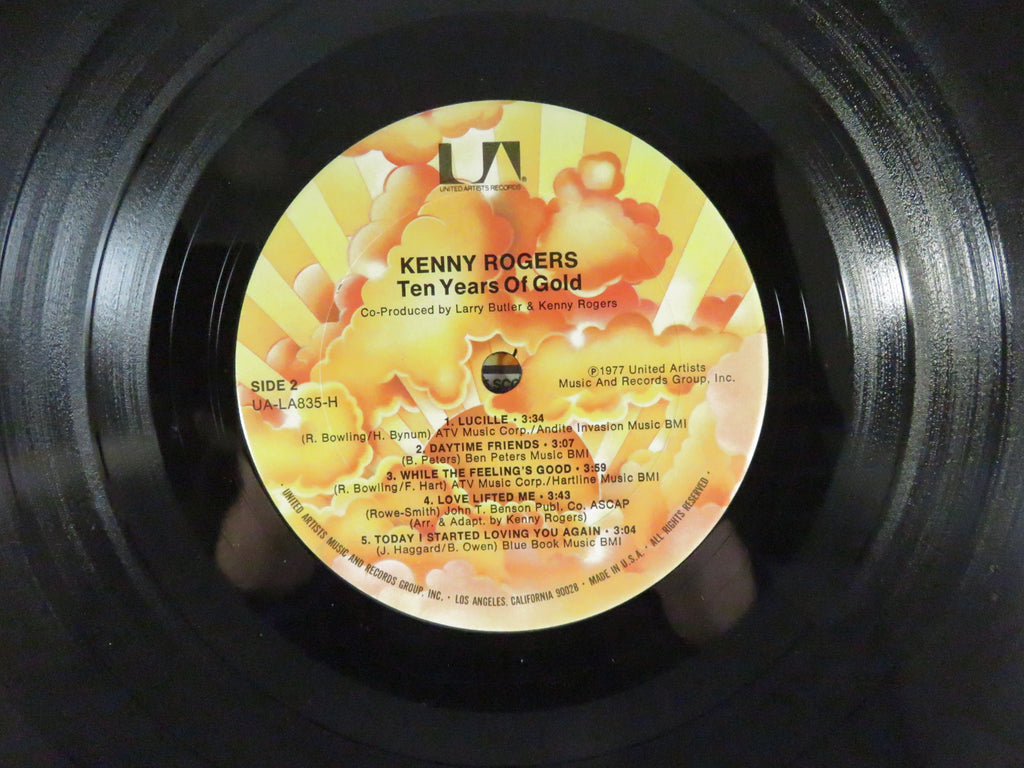 UA®
UNITED ARTISTS RECORDS
KENNY ROGERS
Ten Years Of Gold
Co-Produced by Larry Butler & Kenny Rogers
SIDE 2
UA-LA835-H
℗1977 United Artists
Music And Records Group, Inc.
1. LUCILLE • 3:34
(R. Bowling/H. Bynum) ATV Music Corp./Andite Invasion Music BMI
2. DAYTIME FRIENDS • 3:07
(B. Peters) Ben Peters Music BMI
3. WHILE THE FEELING'S GOOD • 3:59
(R. Bowling/F. Hart) ATV Music Corp./Hartline Music BMI
4. LOVE LIFTED ME • 3:43
(Rowe-Smith) John T. Benson Publ. Co. ASCAP
(Arr. & Adapt. by Kenny Rogers)
5. TODAY I STARTED LOVING YOU AGAIN • 3:04
(J. Haggard/B. Owen) Blue Book Music BMI
• UNITED ARTISTS MUSIC AND RECORDS GROUP, INC. • LOS ANGELES, CALIFORNIA 90028 • MADE IN U.S.A. • ALL RIGHTS RESERVED •